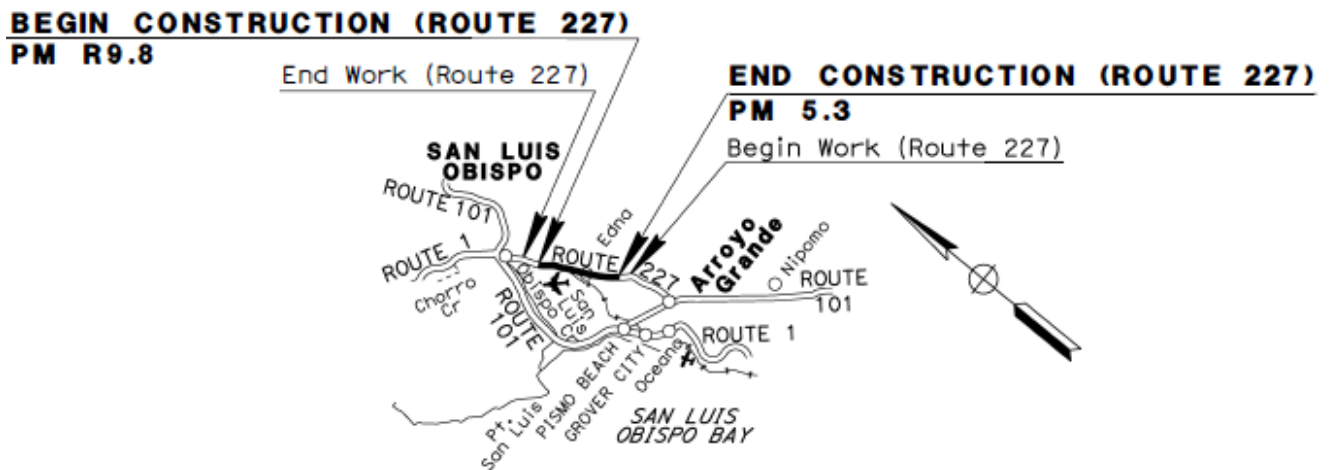 BEGIN CONSTRUCTION (ROUTE 227)
PM R9.8
End Work (Route 227)
END CONSTRUCTION (ROUTE 227)
PM 5.3
Begin Work (Route 227)
SAN LUIS
OBISPO
ROUTE 101
ROUTE 1
Chorro
Cr
Edna
ROUTE 227
Arroyo
Grande
Nipomo
ROUTE
101
San
Luis
Obispo Cr
ROUTE
101
ROUTE 1
Pt.
San Luis
PISMO BEACH
GROVER CITY
Oceano
SAN LUIS
OBISPO BAY